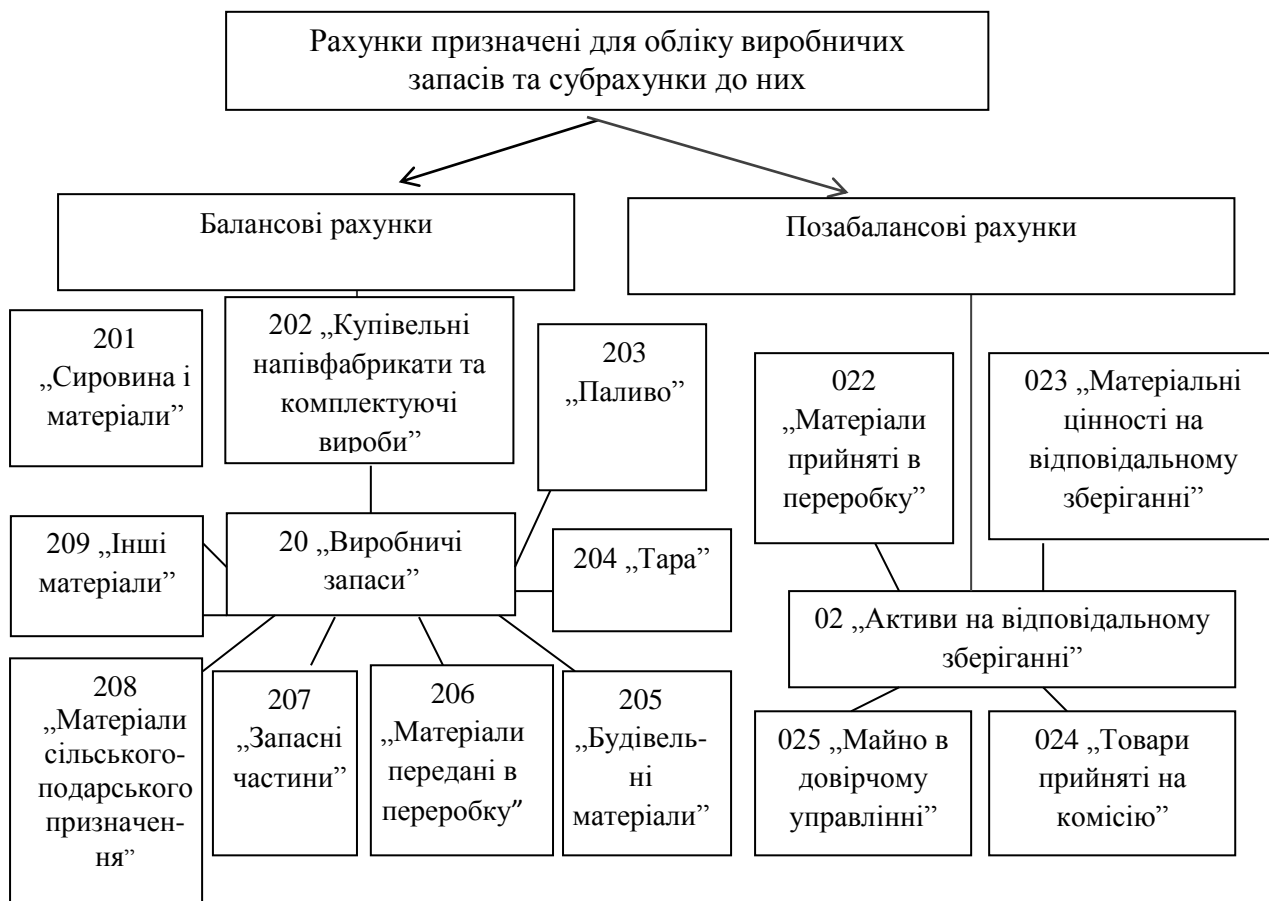 Рахунки призначені для обліку виробничих
запасів та субрахунки до них
Балансові рахунки
Позабалансові рахунки
201
„Сировина і
матеріали”
202 „Купівельні
напівфабрикати та
комплектуючі
вироби”
203
„Паливо”
022
„Матеріали
прийняті в
переробку”
023 „Матеріальні
цінності на
відповідальному
зберіганні”
209 „Інші
матеріали”
20 „Виробничі
запаси”
204 „Тара”
02 „Активи на відповідальному
зберіганні”
208
„Матеріали
сільського-
подарського
призначен-
ня”
207
„Запасні
частини”
206
„Матеріали
передані в
переробку”
205
„Будівель-
ні
матеріали”
025 „Майно в
довірчому
управлінні”
024 „Товари
прийняті на
комісію”